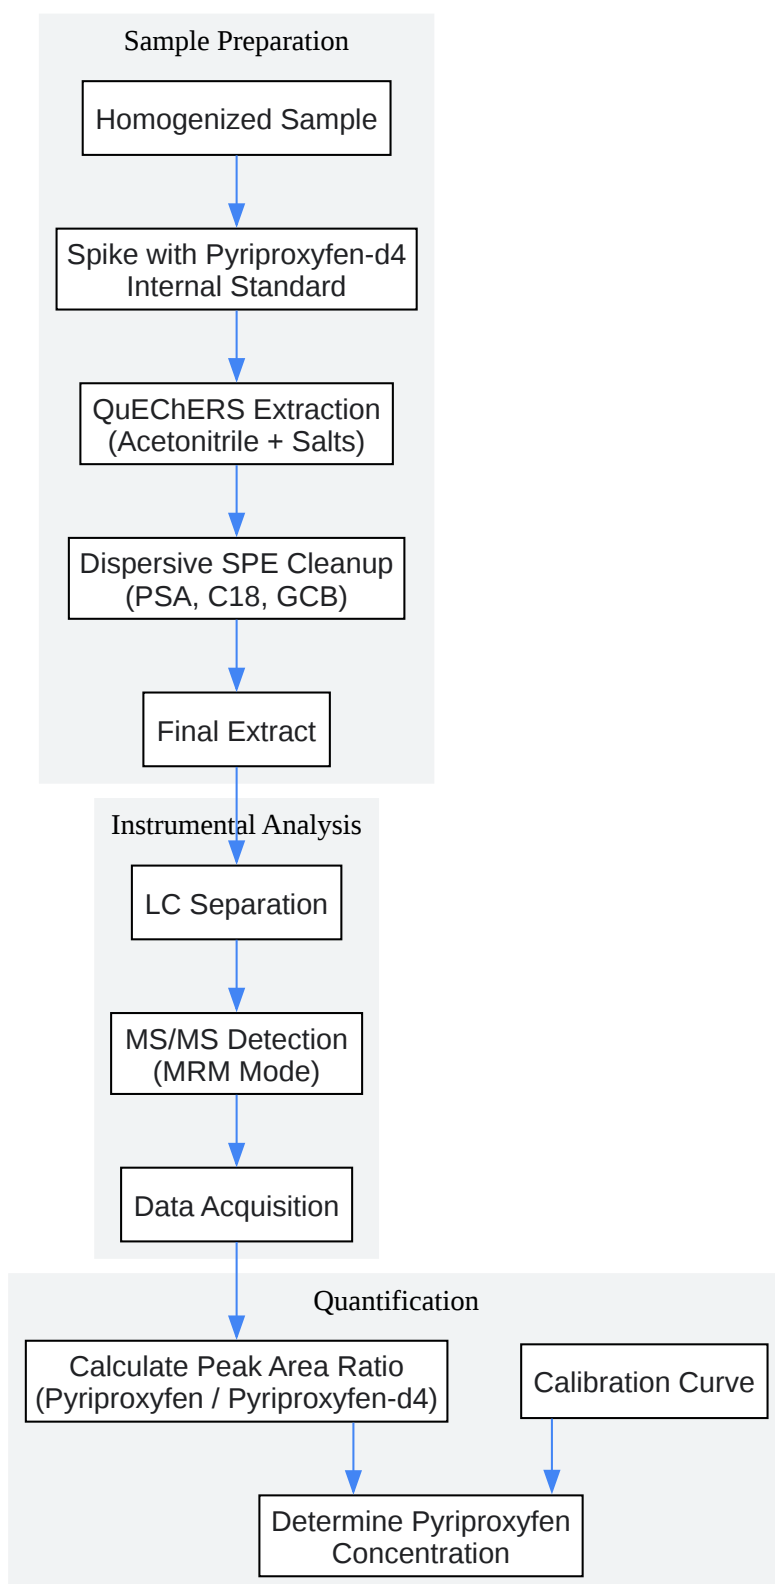 Sample Preparation
Homogenized Sample
Spike with Pyriproxyfen-d4
Internal Standard
QuEChERS Extraction
(Acetonitrile + Salts)
Dispersive SPE Cleanup
(PSA, C18, GCB)
Final Extract
Instrumental Analysis
LC Separation
MS/MS Detection
(MRM Mode)
Data Acquisition
Quantification
Calculate Peak Area Ratio
(Pyriproxyfen / Pyriproxyfen-d4)
Calibration Curve
Determine Pyriproxyfen
Concentration